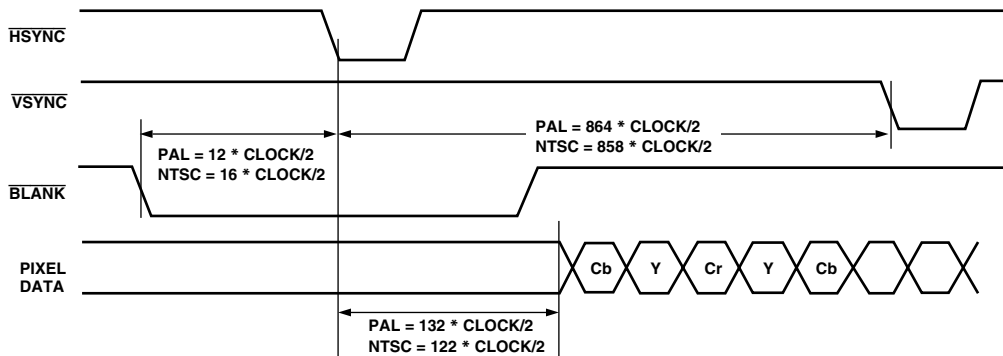 HSYNC
VSYNC
PAL = 864 * CLOCK/2
NTSC = 858 * CLOCK/2
PAL = 12 * CLOCK/2
NTSC = 16 * CLOCK/2
BLANK
PIXEL
DATA
Cb Y Cr Y Cb
PAL = 132 * CLOCK/2
NTSC = 122 * CLOCK/2